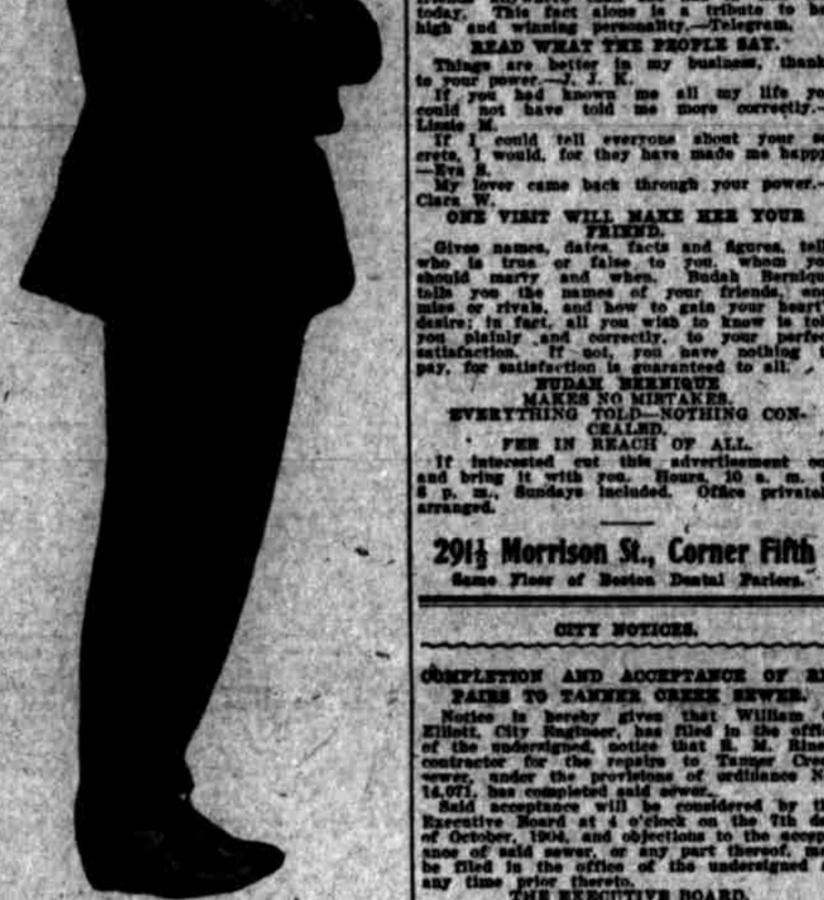 today. This fact alone is a tribute to
high and winning personality.—Telegram.
READ WHAT THE PEOPLE SAY.
Things are better in my business, thank
to your power.—J. J. K.
If you had known me all my life yo
could not have told me more correctly.—
Lizzie M.
If I could tell everyone about your se
crets, I would, for they have made me happy
—Eva S.
My lover came back through your power.—
Clara W.
ONE VISIT WILL MAKE HER YOUR
FRIEND.
Gives names, dates, facts and figures, tell
who is true or false to you, whom yo
should marry and when. Budah Berniqu
tells you the names of your friends, ene
mies or rivals, and how to gain your heart'
desire; in fact, all you wish to know is tol
you plainly and correctly, to your perfec
satisfaction. If not, you have nothing t
pay, for satisfaction is guaranteed to all.
BUDAH BERNIQUE
MAKES NO MISTAKES.
EVERYTHING TOLD—NOTHING CON-
CEALED.
FEE IN REACH OF ALL.
If interested cut this advertisement ou
and bring it with you. Hours, 10 a. m. t
8 p. m., Sundays included. Office privatel
arranged.
291½ Morrison St., Corner Fifth
Same Floor of Boston Dental Parlors.
CITY NOTICES.
COMPLETION AND ACCEPTANCE OF RE
PAIRS TO TANNER CREEK SEWER.
Notice is hereby given that William
Elliott, City Engineer, has filed in the offi
of the undersigned, notice that R. M. Rine
contractor for the repairs to Tanner Cree
sewer, under the provisions of ordinance N
14,071, has completed said sewer.
Said acceptance will be considered by th
Executive Board at 4 o'clock on the 7th da
of October, 1904, and objections to the accep
ance of said sewer, or any part thereof, ma
be filed in the office of the undersigned a
any time prior thereto.
THE EXECUTIVE BOARD.